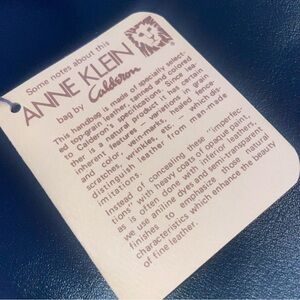 Some notes about this
ANNE KLEIN
bag by Calderon
This handbag is made of specially select-
ed top-grain leather, tanned and colored
to Calderon's specifications. Since lea-
ther is a natural product it has certain
inherent features - variations in grain
and color, vein-marks, healed fence-
scratches, wrinkles, etc. — which dis-
tinguish leather from man-made
imitations.
Instead of concealing these "imperfec-
tions" with heavy coats of opaque paint,
as is often done with inferior leathers,
we use aniline dyes and semi-transparent
finishes to emphasize those natural
characteristics which enhance the beauty
of fine leather.